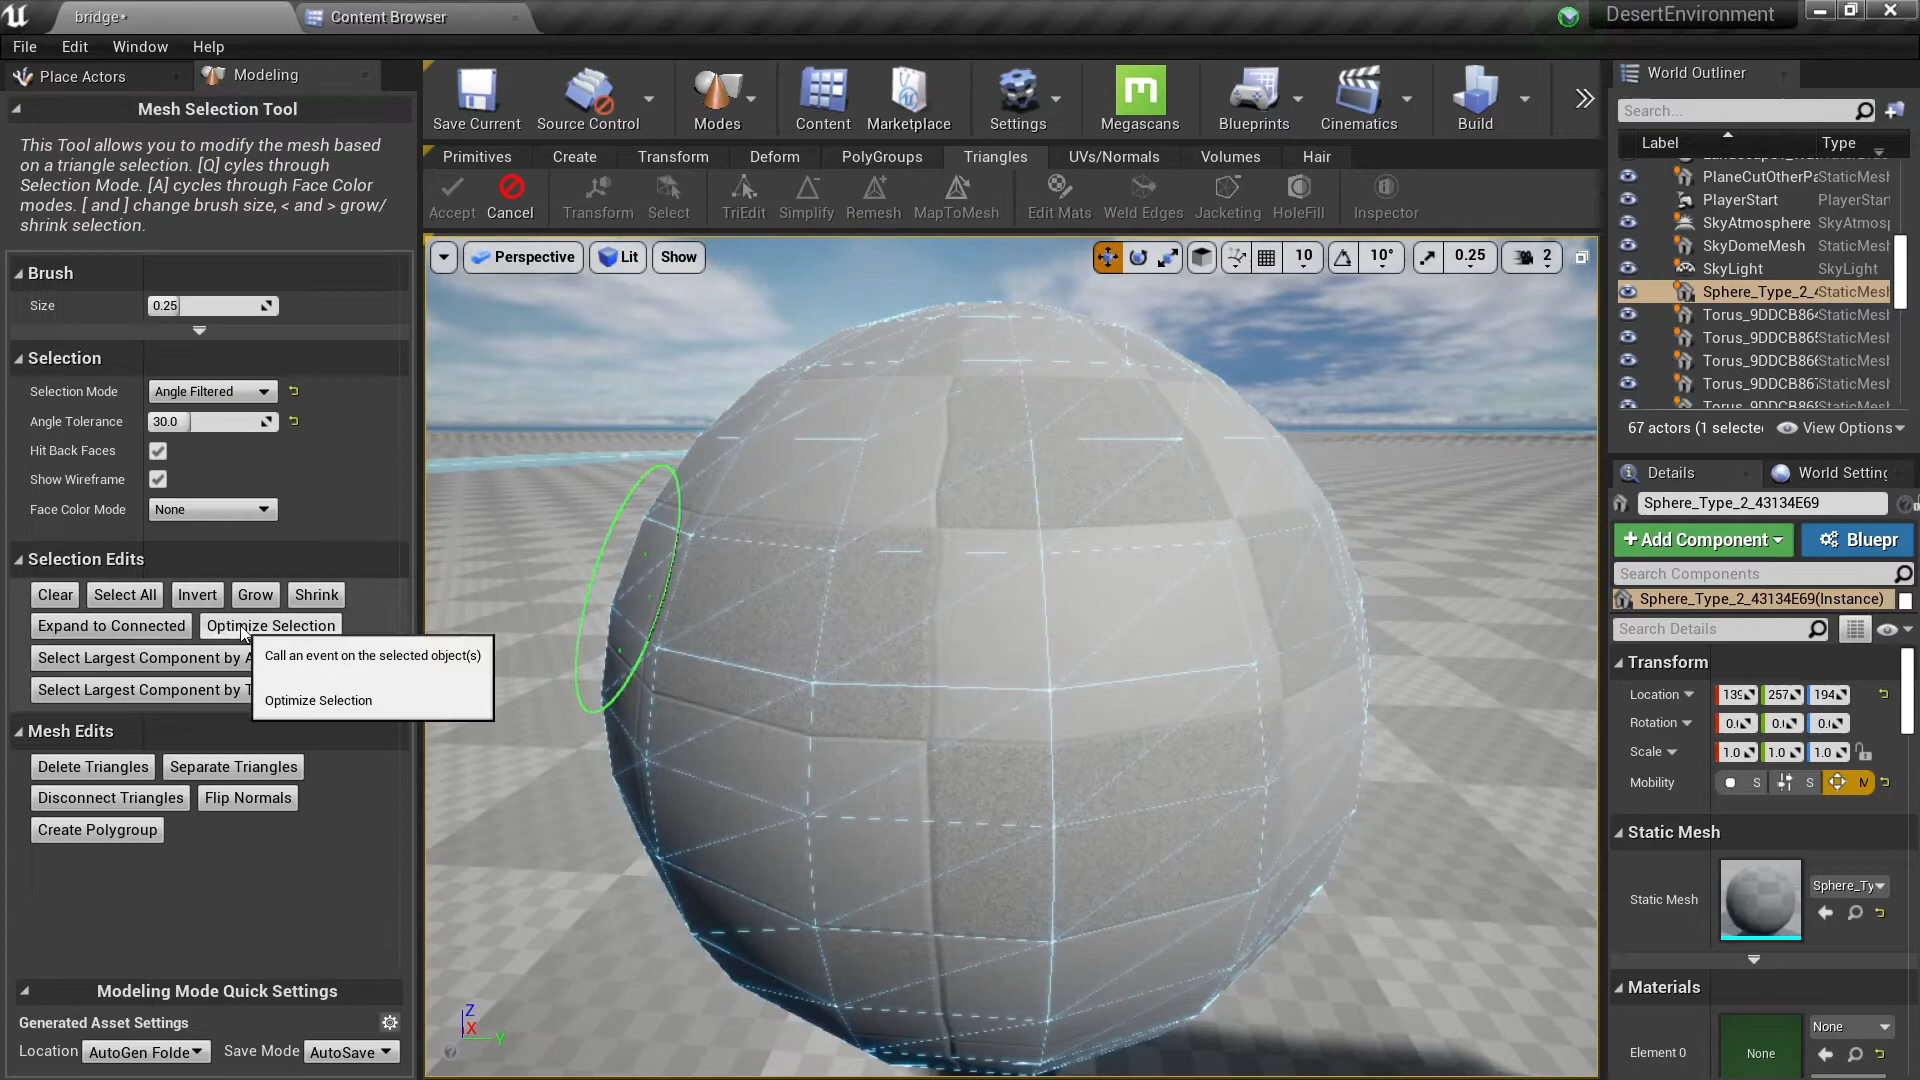 bridge*
Content Browser
DesertEnvironment
File Edit Window Help
Place Actors
Modeling
Mesh Selection Tool
This Tool allows you to modify the mesh based
on a triangle selection. [Q] cyles through
Selection Mode. [A] cycles through Face Color
modes. [ and ] change brush size, < and > grow/
shrink selection.
Brush
Size 0.25
Selection
Selection Mode Angle Filtered
Angle Tolerance 30.0
Hit Back Faces
Show Wireframe
Face Color Mode None
Selection Edits
Clear Select All Invert Grow Shrink
Expand to Connected Optimize Selection
Select Largest Component by A
Select Largest Component by T
Call an event on the selected object(s)
Optimize Selection
Mesh Edits
Delete Triangles Separate Triangles
Disconnect Triangles Flip Normals
Create Polygroup
Modeling Mode Quick Settings
Generated Asset Settings
Location AutoGen Folde Save Mode AutoSave
Save Current Source Control Modes Content Marketplace Settings Megascans Blueprints Cinematics Build
Primitives Create Transform Deform PolyGroups Triangles UVs/Normals Volumes Hair
Accept Cancel Transform Select TriEdit Simplify Remesh MapToMesh Edit Mats Weld Edges Jacketing HoleFill Inspector
Perspective Lit Show
10 10° 0.25 2
Z
X
Y
World Outliner
Search...
Label Type
PlaneCutOtherPa StaticMesh
PlayerStart PlayerStar
SkyAtmosphere SkyAtmosp
SkyDomeMesh StaticMesh
SkyLight SkyLight
Sphere_Type_2_4 StaticMesh
Torus_9DDCB864 StaticMesh
Torus_9DDCB865 StaticMesh
Torus_9DDCB866 StaticMesh
Torus_9DDCB867 StaticMesh
67 actors (1 selected View Options
Details
World Setting
Sphere_Type_2_43134E69
+Add Component Bluepr
Search Components
Sphere_Type_2_43134E69(Instance)
Search Details
Transform
Location 139 257 194
Rotation 0.0 0.0 0.0
Scale 1.0 1.0 1.0
Mobility S S M
Static Mesh
Static Mesh Sphere_Ty
Materials
Element 0 None None